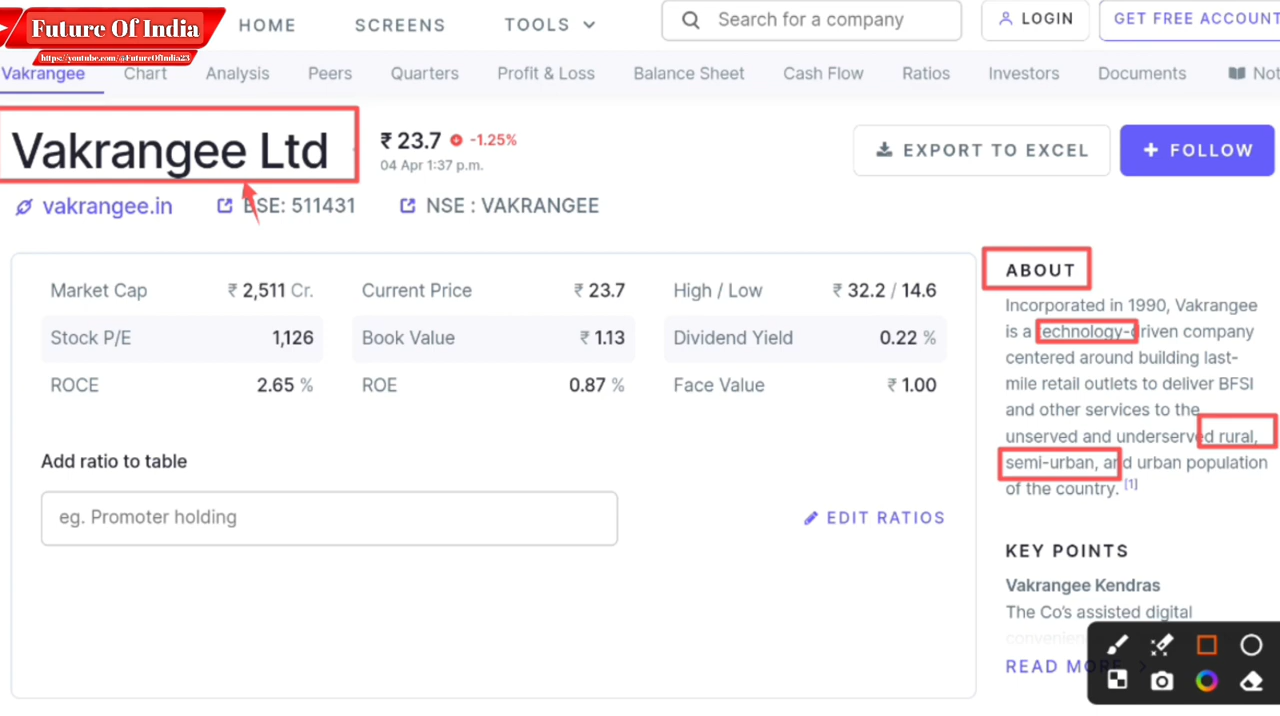 Future Of India
https://youtube.com/@FutureOfIndia23
HOME SCREENS TOOLS Search for a company LOGIN GET FREE ACCOUNT
Vakrangee Chart Analysis Peers Quarters Profit & Loss Balance Sheet Cash Flow Ratios Investors Documents Not
Vakrangee Ltd
₹ 23.7 -1.25%
04 Apr 1:37 p.m.
EXPORT TO EXCEL + FOLLOW
vakrangee.in BSE: 511431 NSE : VAKRANGEE
Market Cap ₹ 2,511 Cr. Current Price ₹ 23.7 High / Low ₹ 32.2 / 14.6
Stock P/E 1,126 Book Value ₹ 1.13 Dividend Yield 0.22 %
ROCE 2.65 % ROE 0.87 % Face Value ₹ 1.00
Add ratio to table
eg. Promoter holding
EDIT RATIOS
ABOUT
Incorporated in 1990, Vakrangee
is a technology-driven company
centered around building last-
mile retail outlets to deliver BFSI
and other services to the
unserved and underserved rural,
semi-urban, and urban population
of the country. [1]
KEY POINTS
Vakrangee Kendras
The Co's assisted digital
convenien
READ MORE